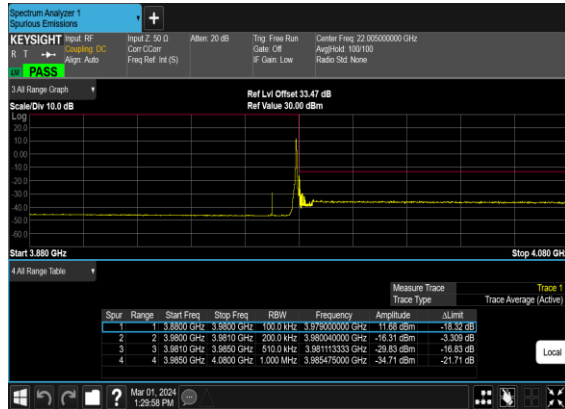 Spectrum Analyzer 1
Spurious Emissions
+
KEYSIGHT Input: RF Input Z: 50 Ω Atten: 20 dB Trig: Free Run Center Freq: 22.005000000 GHz
R T Coupling: DC Corr CCorr Gate: Off Avg|Hold: 100/100
Align: Auto Freq Ref: Int (S) IF Gain: Low Radio Std: None
PASS
3 All Range Graph Ref Lvl Offset 33.47 dB
Scale/Div 10.0 dB Ref Value 30.00 dBm
Log
20.0
10.0
0.00
-10.0
-20.0
-30.0
-40.0
-50.0
-60.0
Start 3.880 GHz Stop 4.080 GHz
4 All Range Table
Measure Trace Trace 1
Trace Type Trace Average (Active)
Spur Range Start Freq Stop Freq RBW Frequency Amplitude ΔLimit
1 1 3.8800 GHz 3.9800 GHz 100.0 kHz 3.979000000 GHz 11.68 dBm -18.32 dB
2 2 3.9800 GHz 3.9810 GHz 200.0 kHz 3.980040000 GHz -16.31 dBm -3.309 dB
3 3 3.9810 GHz 3.9850 GHz 510.0 kHz 3.981113333 GHz -29.83 dBm -16.83 dB
4 4 3.9850 GHz 4.0800 GHz 1.000 MHz 3.985475000 GHz -34.71 dBm -21.71 dB
Local
? Mar 01, 2024
1:29:58 PM